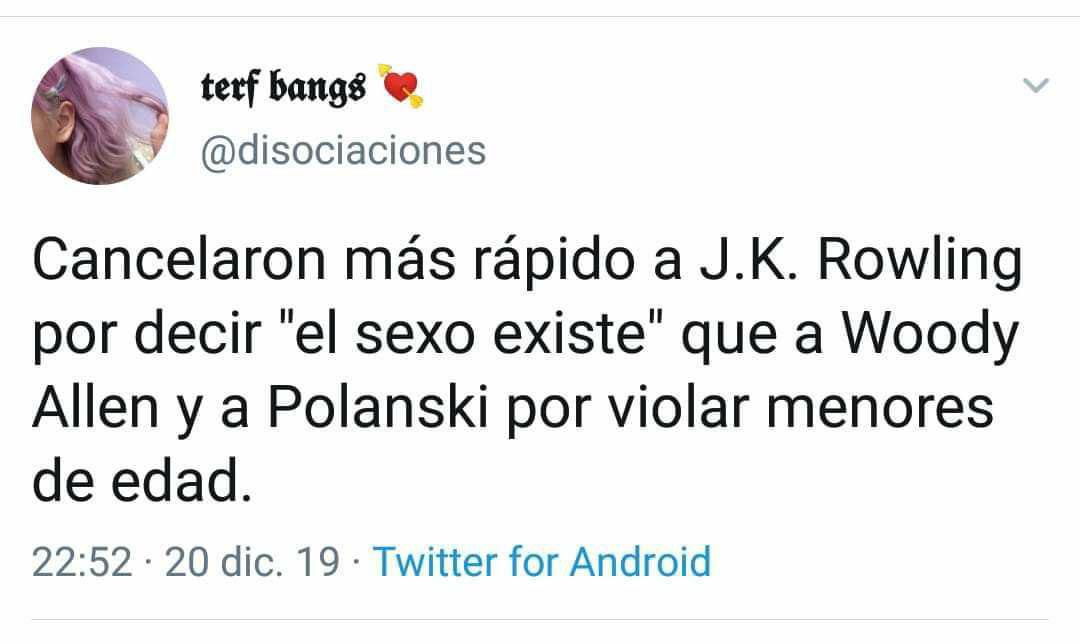 terf bangs 💘
@disociaciones
Cancelaron más rápido a J.K. Rowling
por decir "el sexo existe" que a Woody
Allen y a Polanski por violar menores
de edad.
22:52 · 20 dic. 19 · Twitter for Android